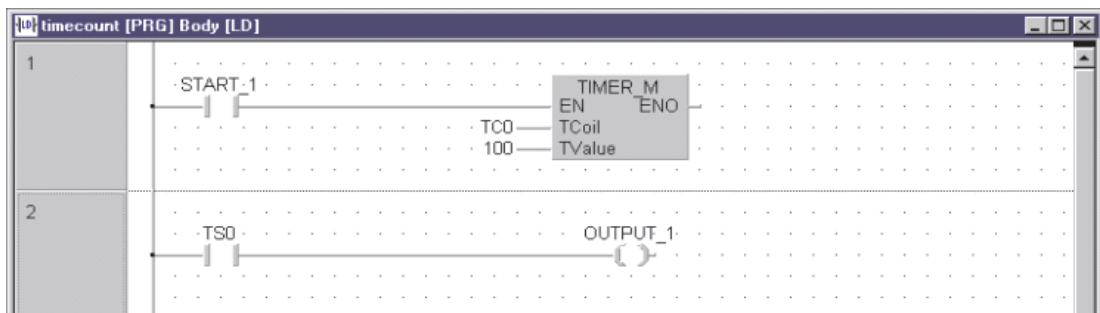 timecount [PRG] Body [LD]
1
START_1
TIMER_M
EN ENO
TC0 TCoil
100 TValue
2
TS0 OUTPUT_1